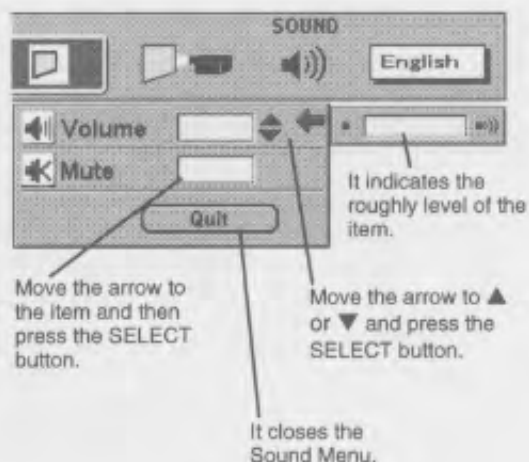 SOUND
English
Volume
Mute
Quit
It indicates the
roughly level of the
item.
Move the arrow to
the item and then
press the SELECT
button.
Move the arrow to ▲
or ▼ and press the
SELECT button.
It closes the
Sound Menu.